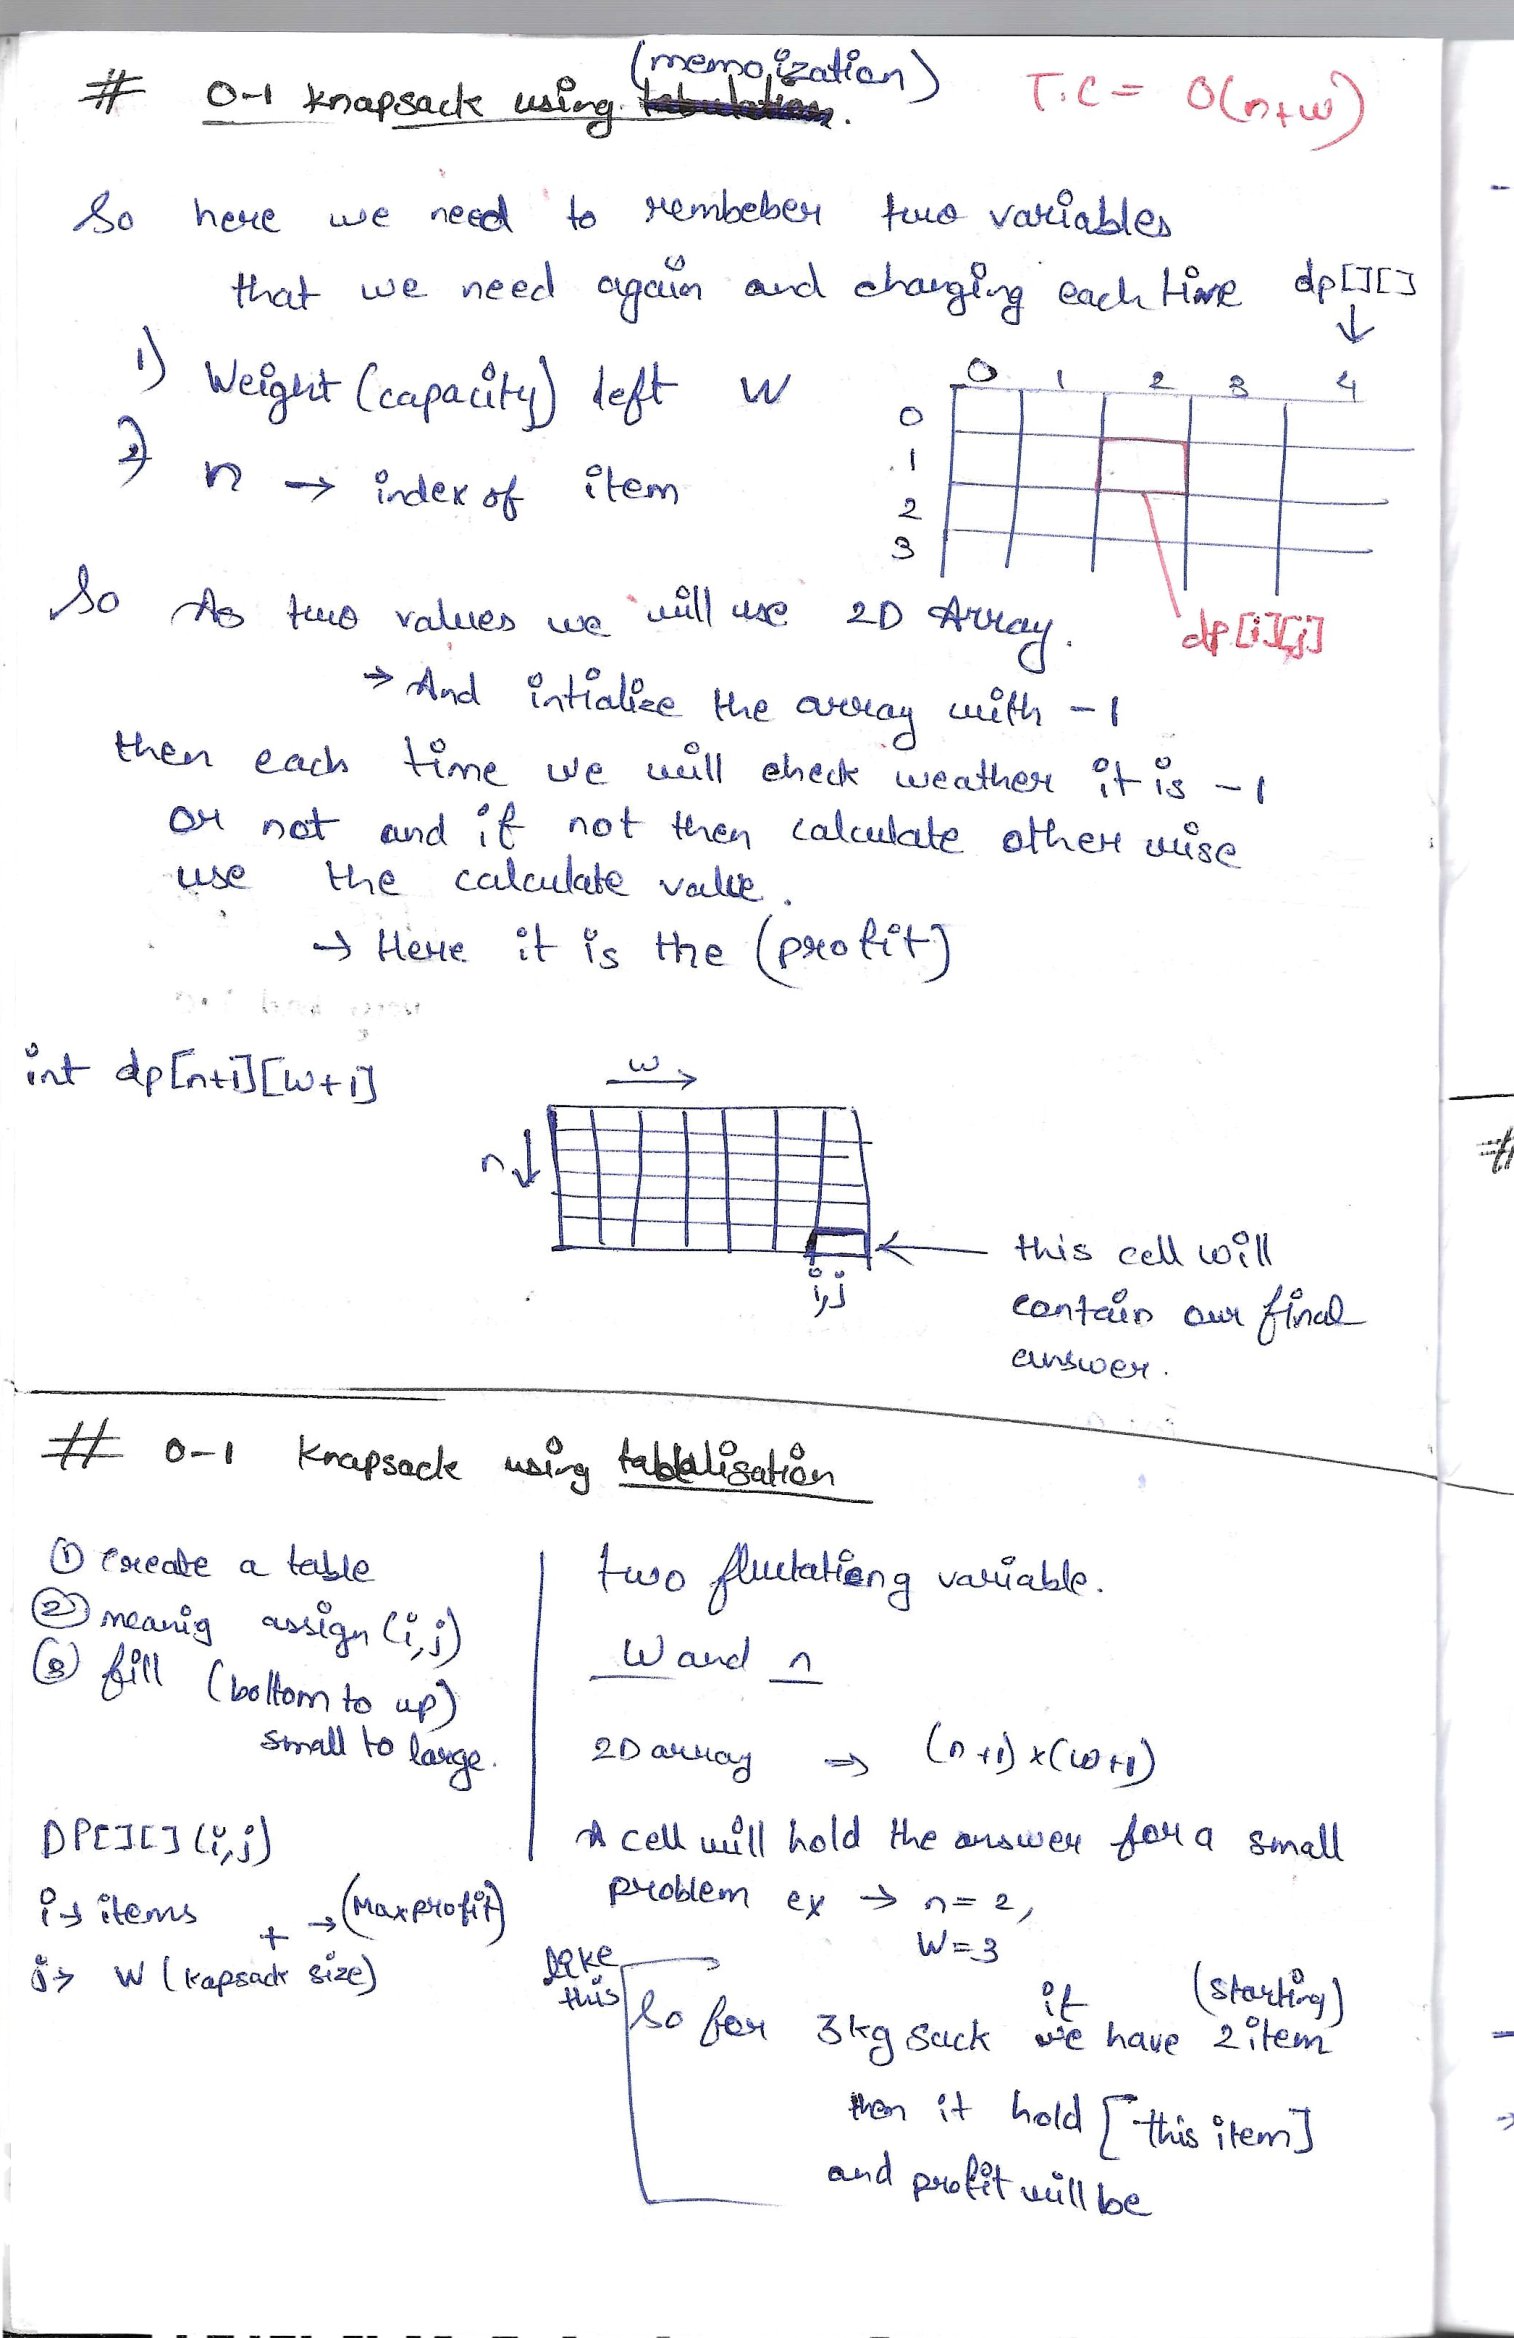 # 0-1 knapsack using (memoization). T.C = O(n+w)
So here we need to rembeber two variables
that we need again and changing each time dp[][]
↓
1) Weight (capacity) left W
2) n → index of item
0 1 2 3 4
0
1
2
3
dp[i][j]
So As two values we will use 2D Array.
→ And intialize the array with -1
then each time we will check weather it is -1
or not and if not then calculate other wise
use the calculate value.
→ Here it is the (profit)
int dp[n+1][W+1]
w →
n ↓
i,j
← this cell will
contain our final
answer.
# 0-1 Knapsack using tabulisation
① create a table
② meanig assign (i,j)
③ fill (bottom to up)
small to large.
DP[][] (i,j)
i → items
+ → (Max profit)
j → W (kapsack size)
two fluctationg variable.
W and n
2D array ⇒ (n+1) x (w+1)
A cell will hold the answer for a small
problem ex → n = 2,
W = 3
like this
So for 3kg sack if we have 2 item (starting)
then it hold [this item]
and profit will be
#